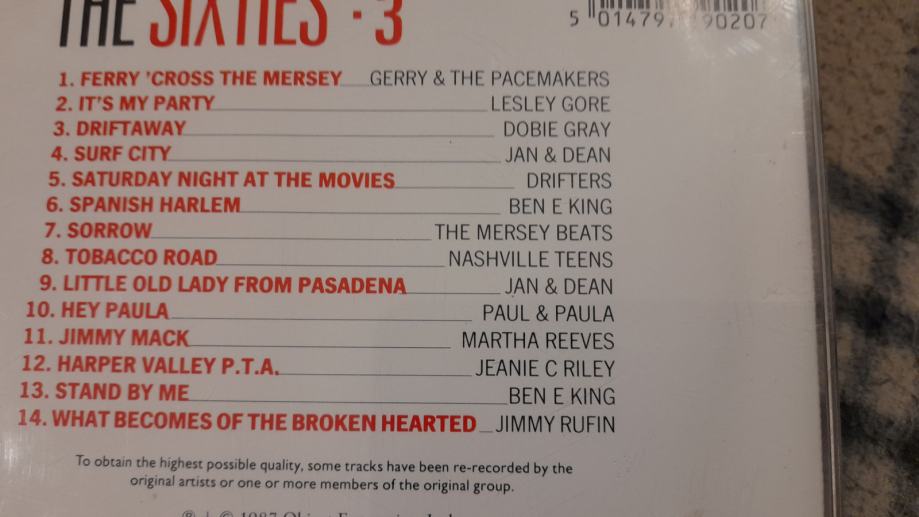 THE SIXTIES · 3
5 01479 90207
1. FERRY 'CROSS THE MERSEY GERRY & THE PACEMAKERS
2. IT'S MY PARTY LESLEY GORE
3. DRIFTAWAY DOBIE GRAY
4. SURF CITY JAN & DEAN
5. SATURDAY NIGHT AT THE MOVIES DRIFTERS
6. SPANISH HARLEM BEN E KING
7. SORROW THE MERSEY BEATS
8. TOBACCO ROAD NASHVILLE TEENS
9. LITTLE OLD LADY FROM PASADENA JAN & DEAN
10. HEY PAULA PAUL & PAULA
11. JIMMY MACK MARTHA REEVES
12. HARPER VALLEY P.T.A. JEANIE C RILEY
13. STAND BY ME BEN E KING
14. WHAT BECOMES OF THE BROKEN HEARTED JIMMY RUFIN
To obtain the highest possible quality, some tracks have been re-recorded by the
original artists or one or more members of the original group.